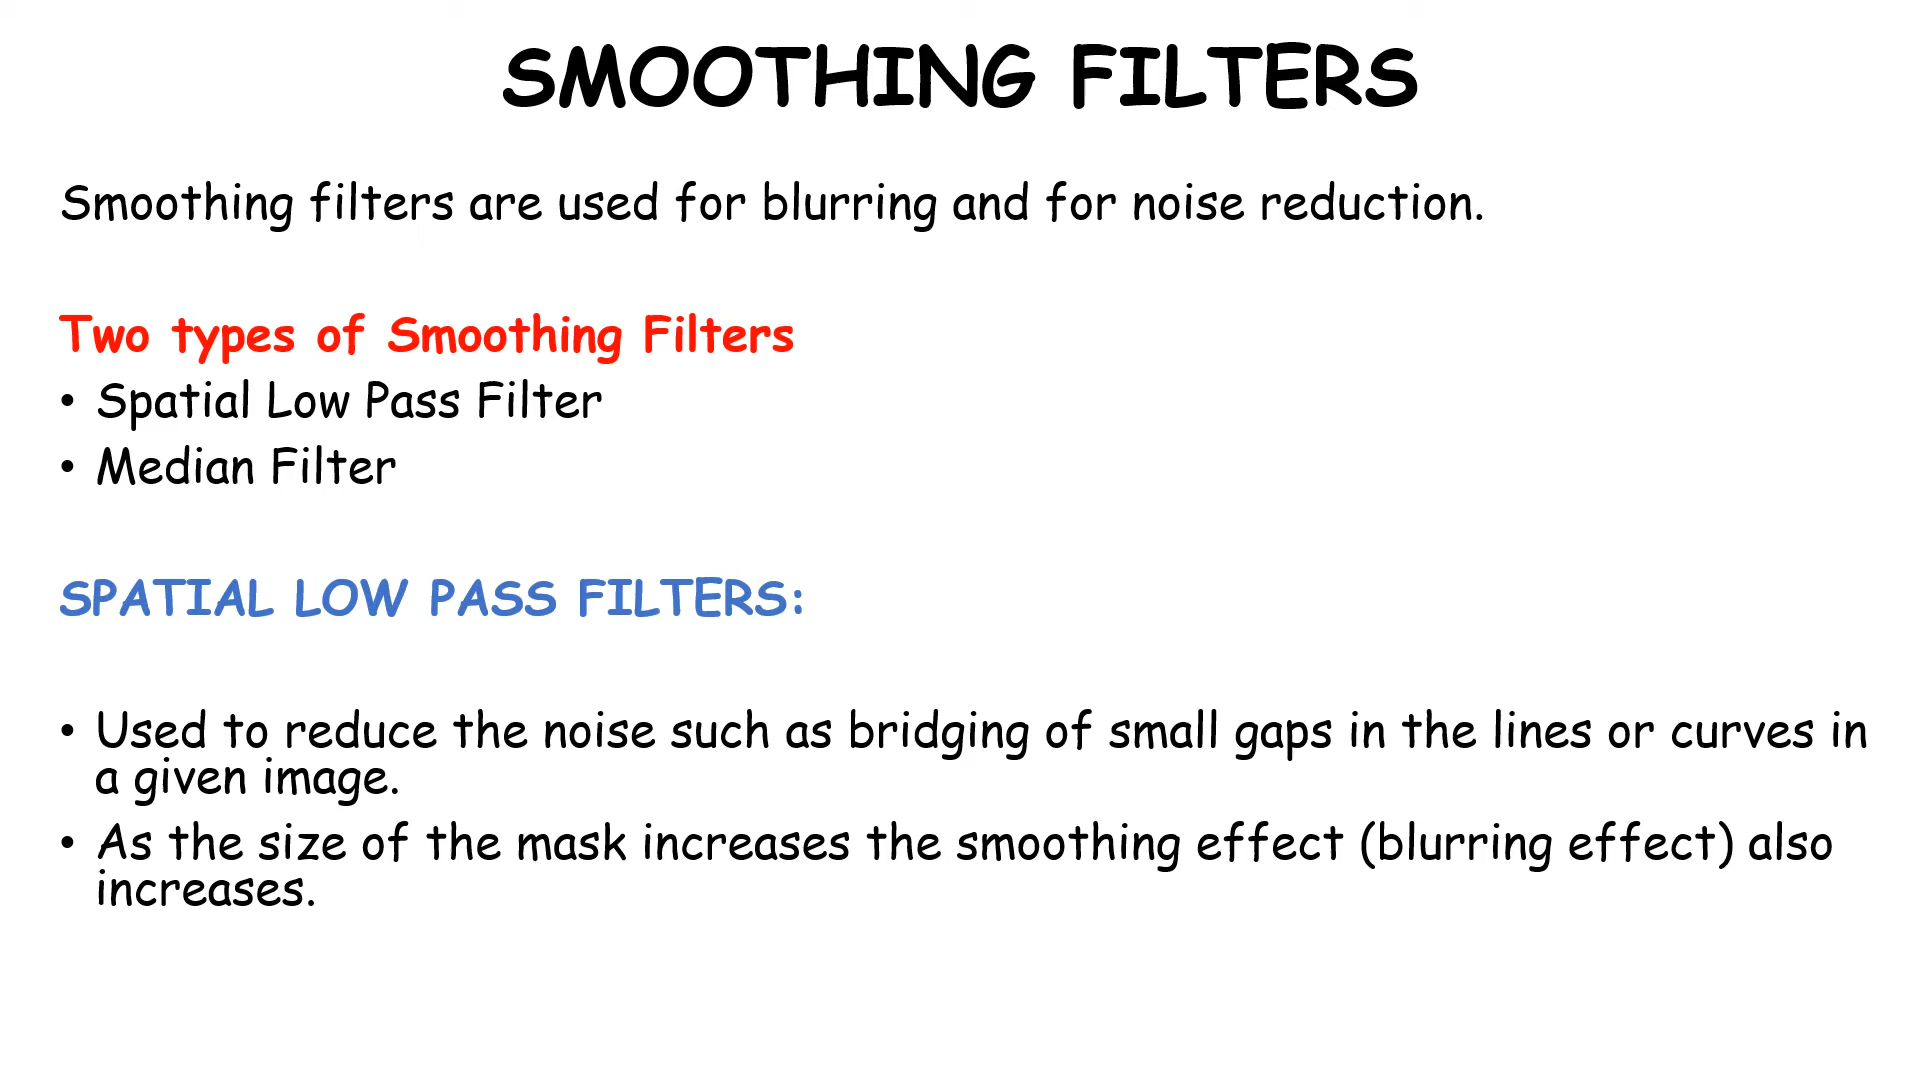 SMOOTHING FILTERS
Smoothing filters are used for blurring and for noise reduction.
Two types of Smoothing Filters
• Spatial Low Pass Filter
• Median Filter
SPATIAL LOW PASS FILTERS:
• Used to reduce the noise such as bridging of small gaps in the lines or curves in
a given image.
• As the size of the mask increases the smoothing effect (blurring effect) also
increases.